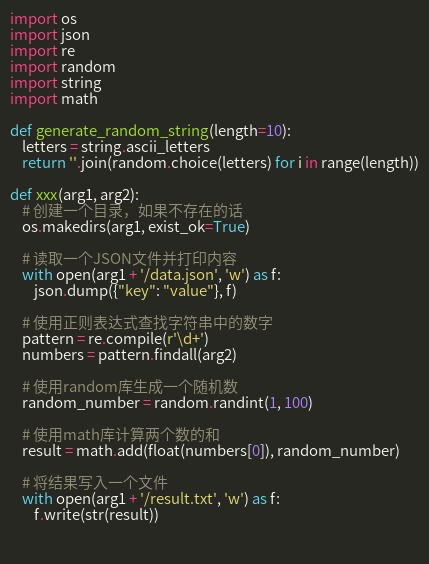 import os
import json
import re
import random
import string
import math
def generate_random_string(length=10):
letters = string.ascii_letters
return ''.join(random.choice(letters) for i in range(length))
def xxx(arg1, arg2):
# 创建一个目录，如果不存在的话
os.makedirs(arg1, exist_ok=True)
# 读取一个JSON文件并打印内容
with open(arg1 + '/data.json', 'w') as f:
json.dump({"key": "value"}, f)
# 使用正则表达式查找字符串中的数字
pattern = re.compile(r'\d+')
numbers = pattern.findall(arg2)
# 使用random库生成一个随机数
random_number = random.randint(1, 100)
# 使用math库计算两个数的和
result = math.add(float(numbers[0]), random_number)
# 将结果写入一个文件
with open(arg1 + '/result.txt', 'w') as f:
f.write(str(result))